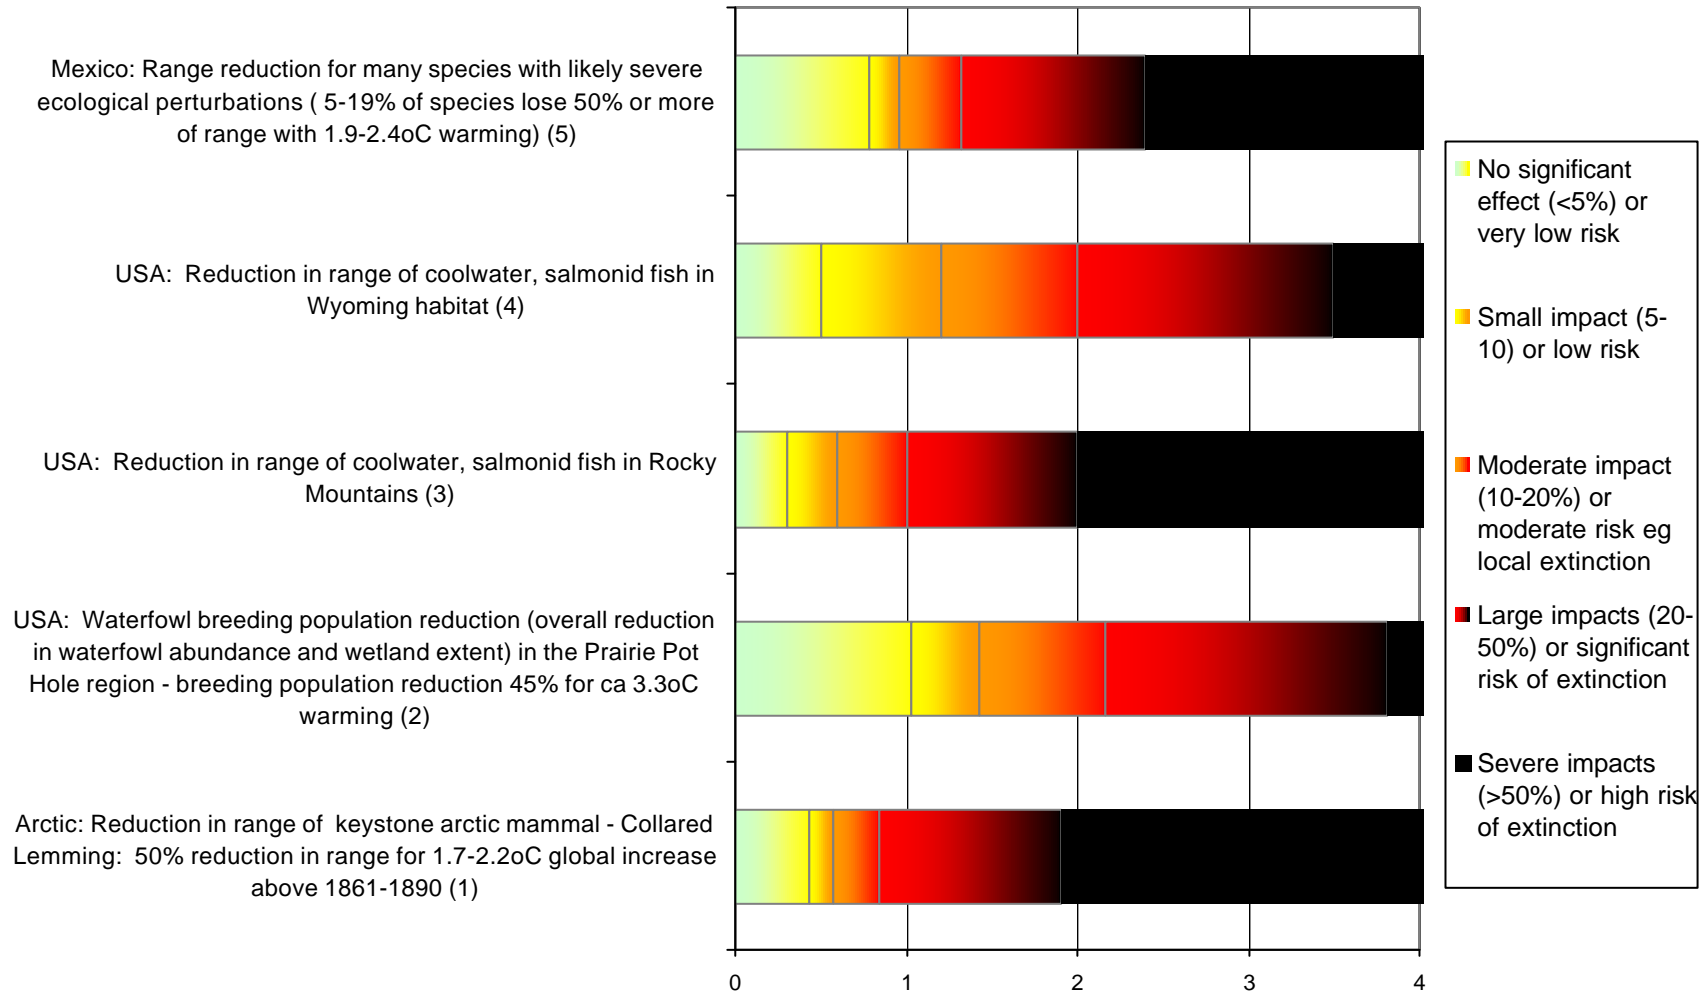 Mexico: Range reduction for many species with likely severe
ecological perturbations ( 5-19% of species lose 50% or more
of range with 1.9-2.4oC warming) (5)
USA:  Reduction in range of coolwater, salmonid fish in
Wyoming habitat (4)
USA:  Reduction in range of coolwater, salmonid fish in Rocky
Mountains (3)
USA:  Waterfowl breeding population reduction (overall reduction
in waterfowl abundance and wetland extent) in the Prairie Pot
Hole region - breeding population reduction 45% for ca 3.3oC
warming (2)
Arctic: Reduction in range of  keystone arctic mammal - Collared
Lemming:  50% reduction in range for 1.7-2.2oC global increase
above 1861-1890 (1)
0 1 2 3 4
No significant
effect (<5%) or
very low risk
Small impact (5-
10) or low risk
Moderate impact
(10-20%) or
moderate risk eg
local extinction
Large impacts (20-
50%) or significant
risk of extinction
Severe impacts
(>50%) or high risk
of extinction